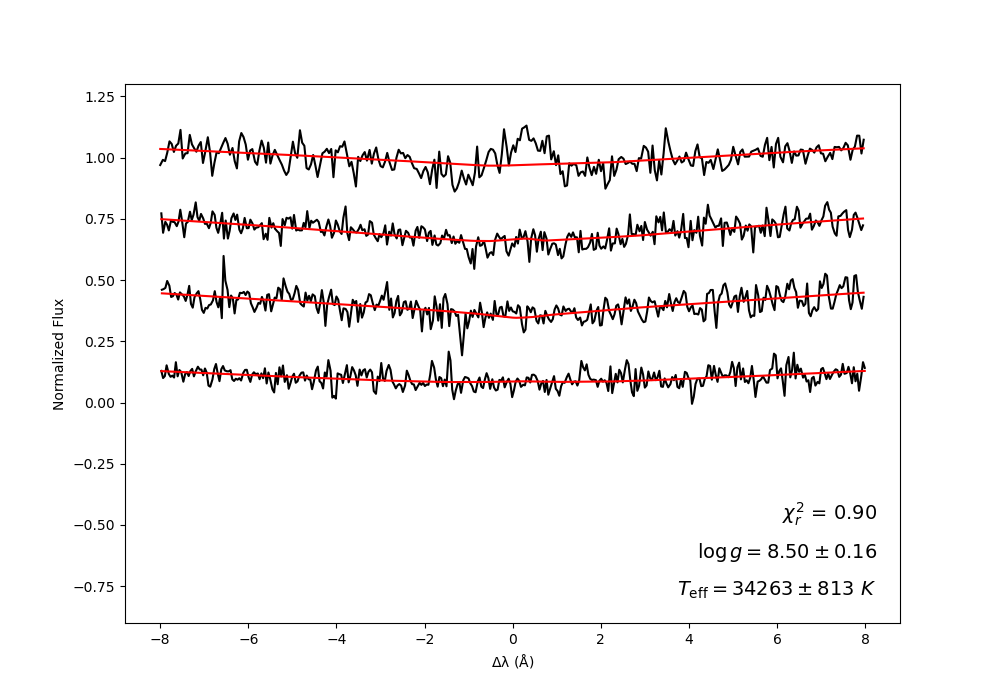 1.25
1.00
0.75
0.50
0.25
0.00
−0.25
−0.50
−0.75
Normalized Flux
χ²ᵣ = 0.90
log g = 8.50 ± 0.16
T_eff = 34263 ± 813 K
−8 −6 −4 −2 0 2 4 6 8
Δλ (Å)